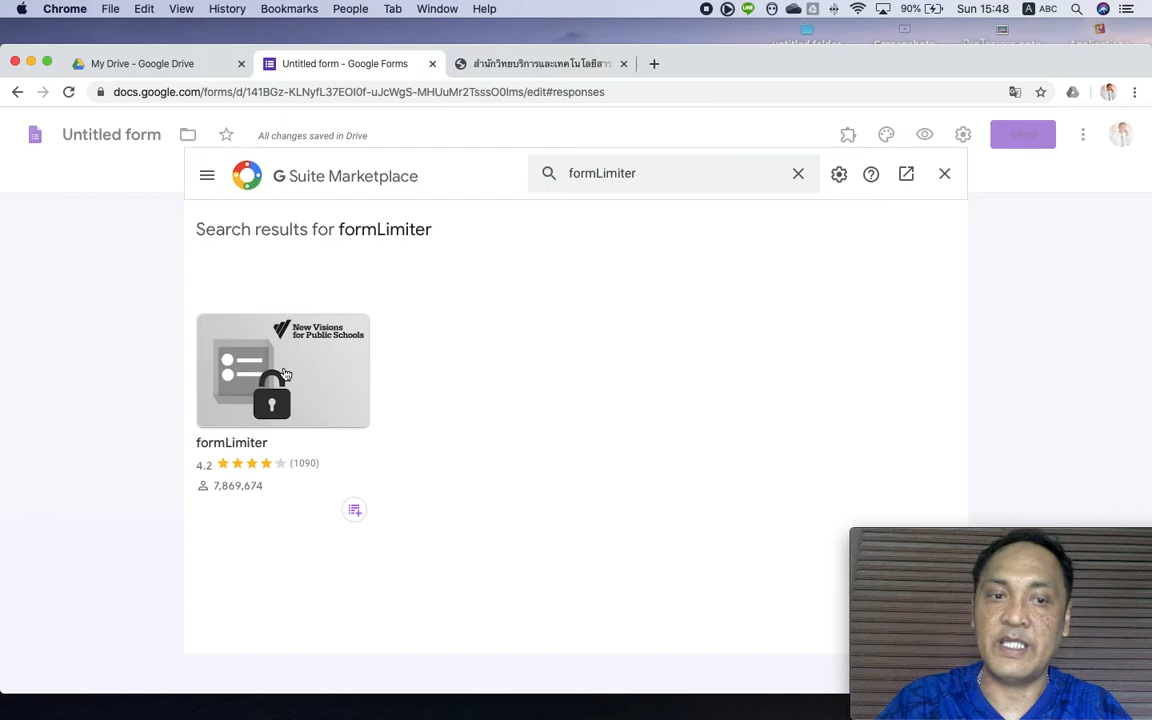 Chrome File Edit View History Bookmarks People Tab Window Help 90% Sun 15:48 A ABC
My Drive - Google Drive
Untitled form - Google Forms
สำนักวิทยบริการและเทคโนโลยีสาร
docs.google.com/forms/d/141BGz-KLNyfL37EOI0f-uJcWgS-MHUuMr2TsssO0lms/edit#responses
Untitled form
All changes saved in Drive
Send
G Suite Marketplace
formLimiter
Search results for formLimiter
New Visions
for Public Schools
formLimiter
4.2 (1090)
7,869,674